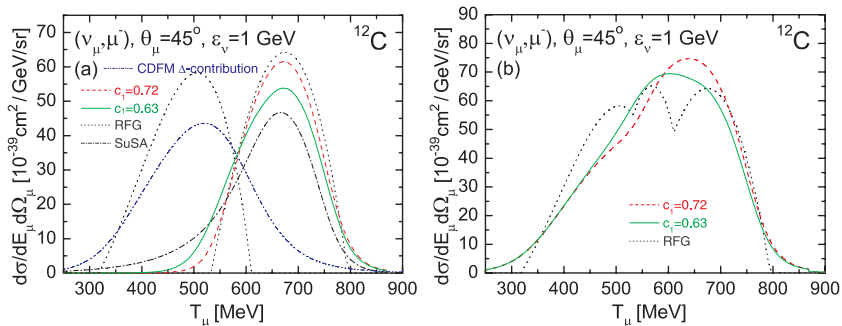 (ν_μ,μ⁻), θ_μ=45°, ε_ν=1 GeV
¹²C
(a)
CDFM Δ-contribution
c₁=0.72
c₁=0.63
RFG
SuSA
dσ/dE_μ dΩ_μ [10⁻³⁹cm²/GeV/sr]
70
60
50
40
30
20
10
0
300 400 500 600 700 800 900
T_μ [MeV]
(ν_μ,μ⁻), θ_μ=45°, ε_ν=1 GeV
¹²C
(b)
c₁=0.72
c₁=0.63
RFG
dσ/dE_μ dΩ_μ [10⁻³⁹cm²/GeV/sr]
90
80
70
60
50
40
30
20
10
0
300 400 500 600 700 800 900
T_μ [MeV]